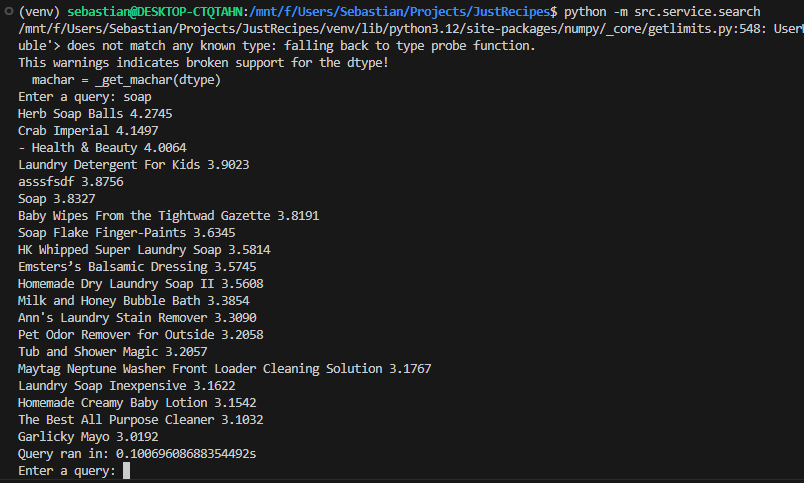 (venv) sebastian@DESKTOP-CTQTAHN:/mnt/f/Users/Sebastian/Projects/JustRecipes$ python -m src.service.search
/mnt/f/Users/Sebastian/Projects/JustRecipes/venv/lib/python3.12/site-packages/numpy/_core/getlimits.py:548: UserW
uble'> does not match any known type: falling back to type probe function.
This warnings indicates broken support for the dtype!
  machar = _get_machar(dtype)
Enter a query: soap
Herb Soap Balls 4.2745
Crab Imperial 4.1497
- Health & Beauty 4.0064
Laundry Detergent For Kids 3.9023
asssfsdf 3.8756
Soap 3.8327
Baby Wipes From the Tightwad Gazette 3.8191
Soap Flake Finger-Paints 3.6345
HK Whipped Super Laundry Soap 3.5814
Emsters’s Balsamic Dressing 3.5745
Homemade Dry Laundry Soap II 3.5608
Milk and Honey Bubble Bath 3.3854
Ann's Laundry Stain Remover 3.3090
Pet Odor Remover for Outside 3.2058
Tub and Shower Magic 3.2057
Maytag Neptune Washer Front Loader Cleaning Solution 3.1767
Laundry Soap Inexpensive 3.1622
Homemade Creamy Baby Lotion 3.1542
The Best All Purpose Cleaner 3.1032
Garlicky Mayo 3.0192
Query ran in: 0.10069608688354492s
Enter a query: